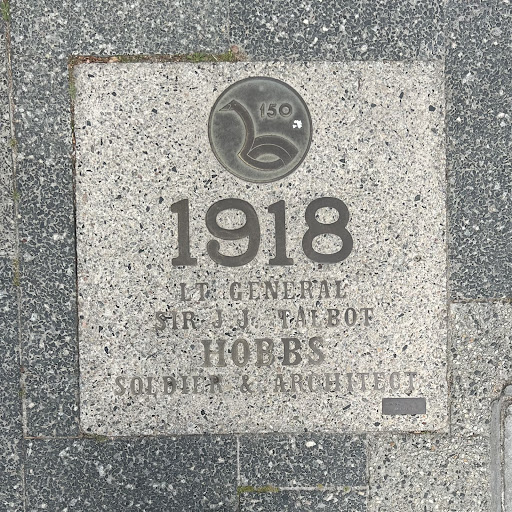 150
1918
LT. GENERAL
SIR J. J. TALBOT
HOBBS
SOLDIER & ARCHITECT